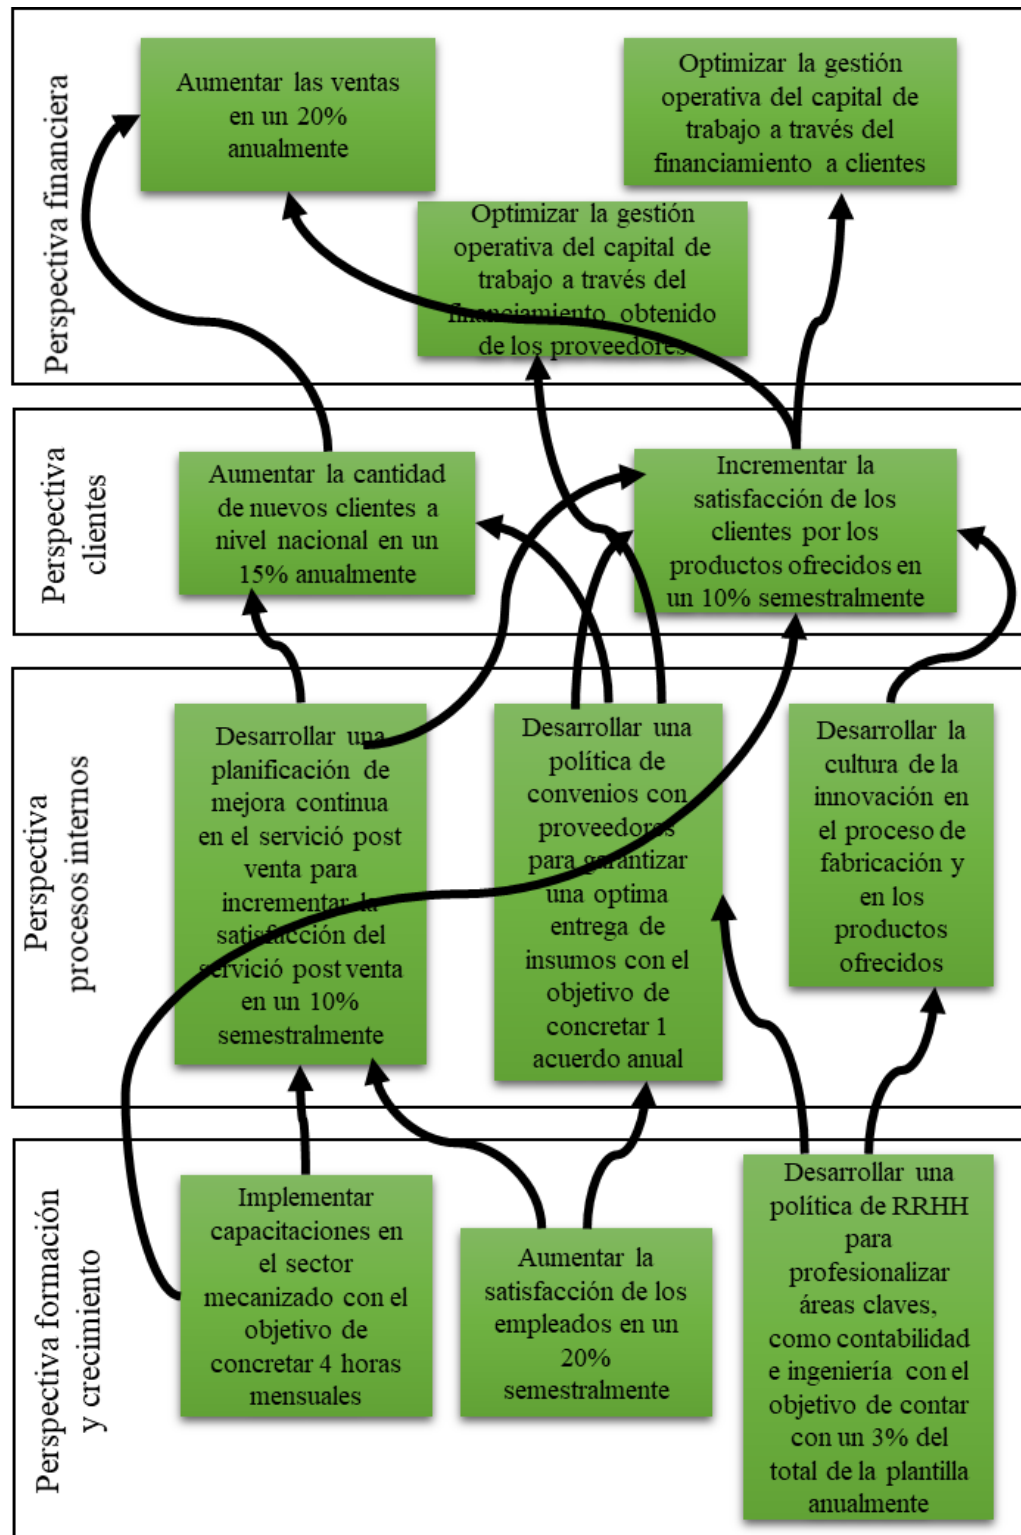 Perspectiva financiera
Aumentar las ventas
en un 20%
anualmente
Optimizar la gestión
operativa del capital de
trabajo a través del
financiamiento a clientes
Optimizar la gestión
operativa del capital de
trabajo a través del
financiamiento obtenido
de los proveedores.
Perspectiva
clientes
Aumentar la cantidad
de nuevos clientes a
nivel nacional en un
15% anualmente
Incrementar la
satisfacción de los
clientes por los
productos ofrecidos en
un 10% semestralmente
Perspectiva
procesos internos
Desarrollar una
planificación de
mejora continua
en el servició post
venta para
incrementar la
satisfacción del
servició post venta
en un 10%
semestralmente
Desarrollar una
política de
convenios con
proveedores
para garantizar
una optima
entrega de
insumos con el
objetivo de
concretar 1
acuerdo anual
Desarrollar la
cultura de la
innovación en
el proceso de
fabricación y
en los
productos
ofrecidos
Perspectiva formación
y crecimiento
Implementar
capacitaciones en
el sector
mecanizado con el
objetivo de
concretar 4 horas
mensuales
Aumentar la
satisfacción de los
empleados en un
20%
semestralmente
Desarrollar una
política de RRHH
para
profesionalizar
áreas claves,
como contabilidad
e ingeniería con el
objetivo de contar
con un 3% del
total de la plantilla
anualmente